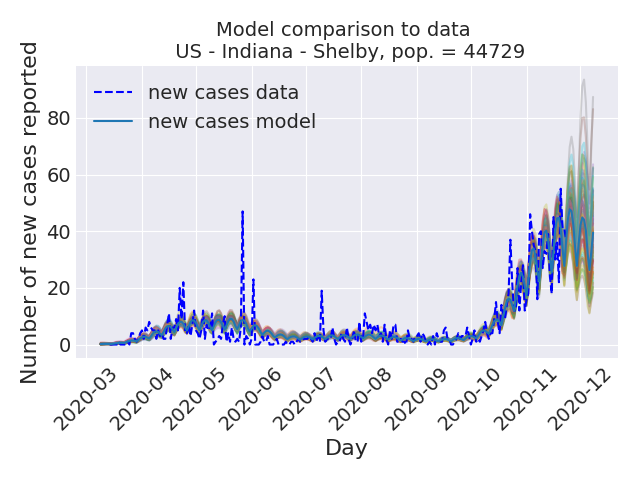 Model comparison to data
US - Indiana - Shelby, pop. = 44729
Number of new cases reported
80
60
40
20
0
new cases data
new cases model
2020-03
2020-04
2020-05
2020-06
2020-07
2020-08
2020-09
2020-10
2020-11
2020-12
Day